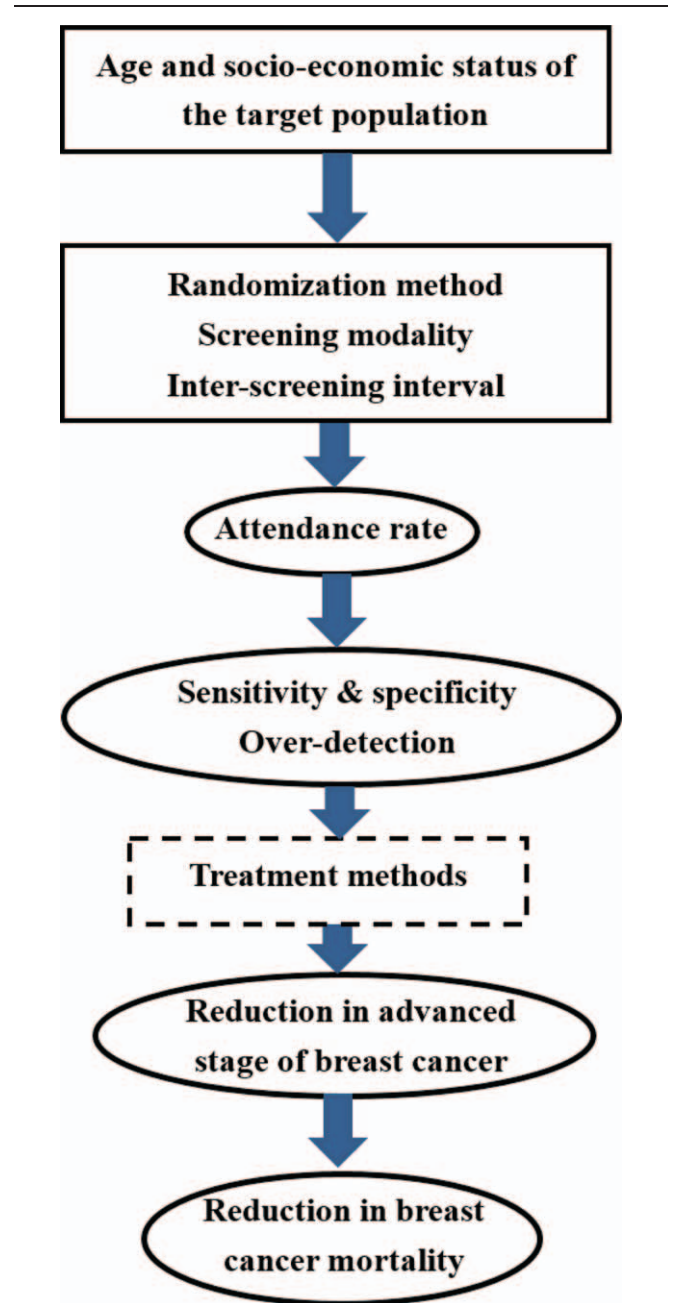 Age and socio-economic status of
the target population
Randomization method
Screening modality
Inter-screening interval
Attendance rate
Sensitivity & specificity
Over-detection
Treatment methods
Reduction in advanced
stage of breast cancer
Reduction in breast
cancer mortality